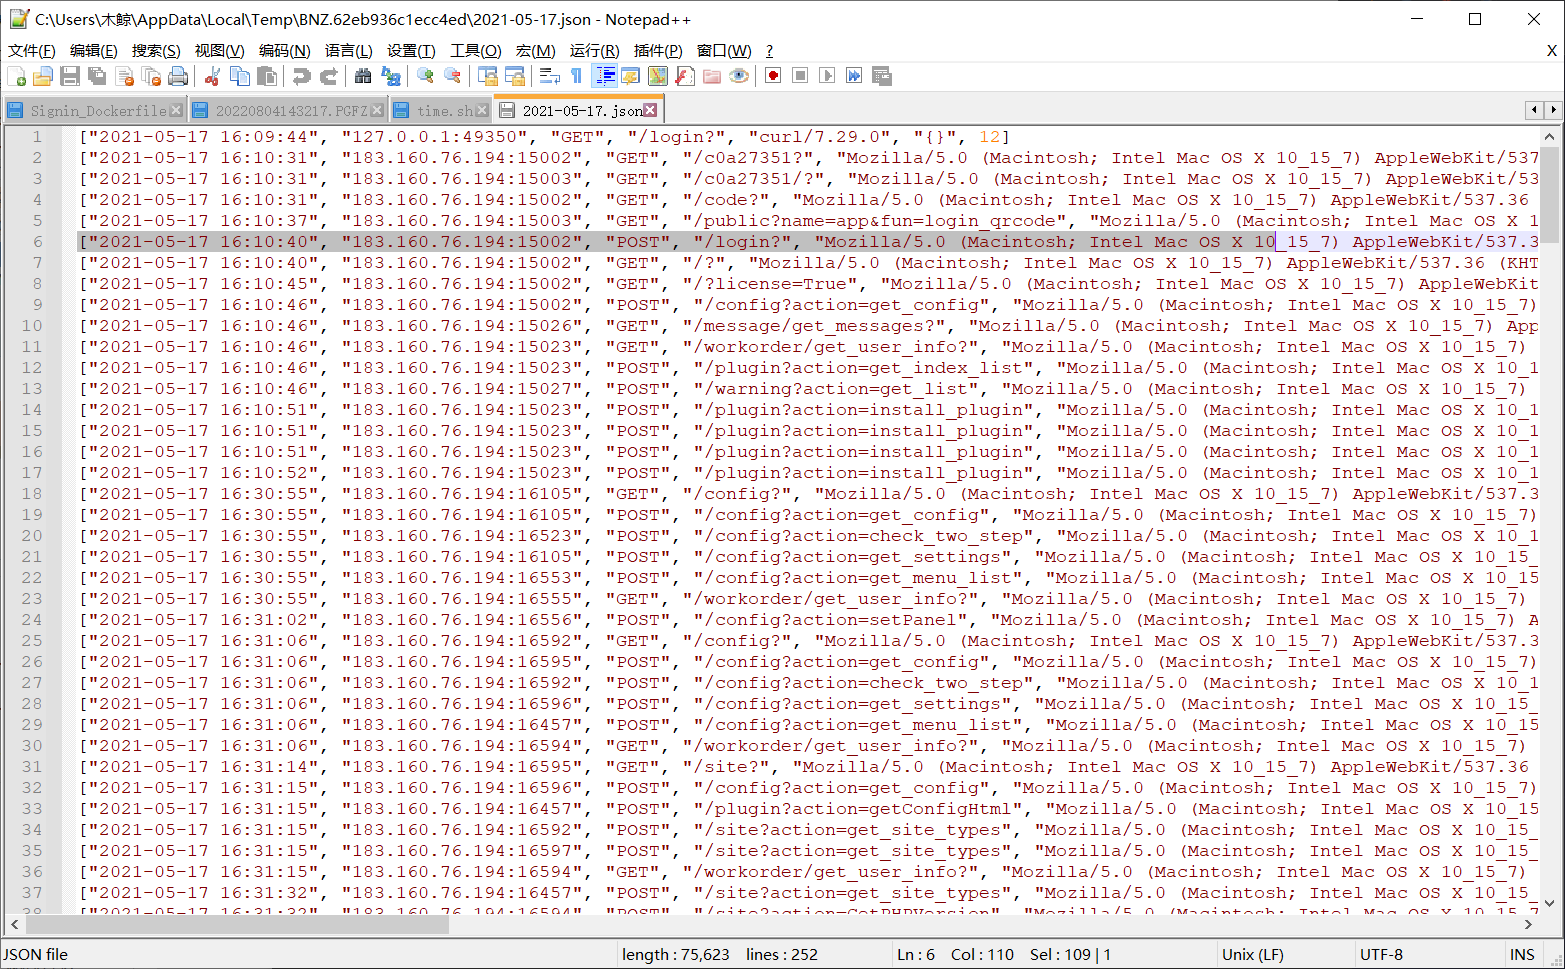 C:\Users\木鲸\AppData\Local\Temp\BNZ.62eb936c1ecc4ed\2021-05-17.json - Notepad++
文件(F) 编辑(E) 搜索(S) 视图(V) 编码(N) 语言(L) 设置(T) 工具(O) 宏(M) 运行(R) 插件(P) 窗口(W) ? X
Signin_Dockerfile 20220804143217.PGFZ time.sh 2021-05-17.json
1 ["2021-05-17 16:09:44", "127.0.0.1:49350", "GET", "/login?", "curl/7.29.0", "{}", 12]
2 ["2021-05-17 16:10:31", "183.160.76.194:15002", "GET", "/c0a27351?", "Mozilla/5.0 (Macintosh; Intel Mac OS X 10_15_7) AppleWebKit/537
3 ["2021-05-17 16:10:31", "183.160.76.194:15003", "GET", "/c0a27351/?", "Mozilla/5.0 (Macintosh; Intel Mac OS X 10_15_7) AppleWebKit/53
4 ["2021-05-17 16:10:31", "183.160.76.194:15002", "GET", "/code?", "Mozilla/5.0 (Macintosh; Intel Mac OS X 10_15_7) AppleWebKit/537.36
5 ["2021-05-17 16:10:37", "183.160.76.194:15003", "GET", "/public?name=app&fun=login_qrcode", "Mozilla/5.0 (Macintosh; Intel Mac OS X 1
6 ["2021-05-17 16:10:40", "183.160.76.194:15002", "POST", "/login?", "Mozilla/5.0 (Macintosh; Intel Mac OS X 10_15_7) AppleWebKit/537.3
7 ["2021-05-17 16:10:40", "183.160.76.194:15002", "GET", "/?", "Mozilla/5.0 (Macintosh; Intel Mac OS X 10_15_7) AppleWebKit/537.36 (KHT
8 ["2021-05-17 16:10:45", "183.160.76.194:15002", "GET", "/?license=True", "Mozilla/5.0 (Macintosh; Intel Mac OS X 10_15_7) AppleWebKit
9 ["2021-05-17 16:10:46", "183.160.76.194:15002", "POST", "/config?action=get_config", "Mozilla/5.0 (Macintosh; Intel Mac OS X 10_15_7)
10 ["2021-05-17 16:10:46", "183.160.76.194:15026", "GET", "/message/get_messages?", "Mozilla/5.0 (Macintosh; Intel Mac OS X 10_15_7) App
11 ["2021-05-17 16:10:46", "183.160.76.194:15023", "GET", "/workorder/get_user_info?", "Mozilla/5.0 (Macintosh; Intel Mac OS X 10_15_7)
12 ["2021-05-17 16:10:46", "183.160.76.194:15023", "POST", "/plugin?action=get_index_list", "Mozilla/5.0 (Macintosh; Intel Mac OS X 10_1
13 ["2021-05-17 16:10:46", "183.160.76.194:15027", "POST", "/warning?action=get_list", "Mozilla/5.0 (Macintosh; Intel Mac OS X 10_15_7)
14 ["2021-05-17 16:10:51", "183.160.76.194:15023", "POST", "/plugin?action=install_plugin", "Mozilla/5.0 (Macintosh; Intel Mac OS X 10_1
15 ["2021-05-17 16:10:51", "183.160.76.194:15023", "POST", "/plugin?action=install_plugin", "Mozilla/5.0 (Macintosh; Intel Mac OS X 10_1
16 ["2021-05-17 16:10:51", "183.160.76.194:15023", "POST", "/plugin?action=install_plugin", "Mozilla/5.0 (Macintosh; Intel Mac OS X 10_1
17 ["2021-05-17 16:10:52", "183.160.76.194:15023", "POST", "/plugin?action=install_plugin", "Mozilla/5.0 (Macintosh; Intel Mac OS X 10_1
18 ["2021-05-17 16:30:55", "183.160.76.194:16105", "GET", "/config?", "Mozilla/5.0 (Macintosh; Intel Mac OS X 10_15_7) AppleWebKit/537.3
19 ["2021-05-17 16:30:55", "183.160.76.194:16105", "POST", "/config?action=get_config", "Mozilla/5.0 (Macintosh; Intel Mac OS X 10_15_7)
20 ["2021-05-17 16:30:55", "183.160.76.194:16523", "POST", "/config?action=check_two_step", "Mozilla/5.0 (Macintosh; Intel Mac OS X 10_1
21 ["2021-05-17 16:30:55", "183.160.76.194:16105", "POST", "/config?action=get_settings", "Mozilla/5.0 (Macintosh; Intel Mac OS X 10_15_
22 ["2021-05-17 16:30:55", "183.160.76.194:16553", "POST", "/config?action=get_menu_list", "Mozilla/5.0 (Macintosh; Intel Mac OS X 10_15
23 ["2021-05-17 16:30:55", "183.160.76.194:16555", "GET", "/workorder/get_user_info?", "Mozilla/5.0 (Macintosh; Intel Mac OS X 10_15_7)
24 ["2021-05-17 16:31:02", "183.160.76.194:16556", "POST", "/config?action=setPanel", "Mozilla/5.0 (Macintosh; Intel Mac OS X 10_15_7) A
25 ["2021-05-17 16:31:06", "183.160.76.194:16592", "GET", "/config?", "Mozilla/5.0 (Macintosh; Intel Mac OS X 10_15_7) AppleWebKit/537.3
26 ["2021-05-17 16:31:06", "183.160.76.194:16595", "POST", "/config?action=get_config", "Mozilla/5.0 (Macintosh; Intel Mac OS X 10_15_7)
27 ["2021-05-17 16:31:06", "183.160.76.194:16592", "POST", "/config?action=check_two_step", "Mozilla/5.0 (Macintosh; Intel Mac OS X 10_1
28 ["2021-05-17 16:31:06", "183.160.76.194:16596", "POST", "/config?action=get_settings", "Mozilla/5.0 (Macintosh; Intel Mac OS X 10_15_
29 ["2021-05-17 16:31:06", "183.160.76.194:16457", "POST", "/config?action=get_menu_list", "Mozilla/5.0 (Macintosh; Intel Mac OS X 10_15
30 ["2021-05-17 16:31:06", "183.160.76.194:16594", "GET", "/workorder/get_user_info?", "Mozilla/5.0 (Macintosh; Intel Mac OS X 10_15_7)
31 ["2021-05-17 16:31:14", "183.160.76.194:16595", "GET", "/site?", "Mozilla/5.0 (Macintosh; Intel Mac OS X 10_15_7) AppleWebKit/537.36
32 ["2021-05-17 16:31:15", "183.160.76.194:16596", "POST", "/config?action=get_config", "Mozilla/5.0 (Macintosh; Intel Mac OS X 10_15_7)
33 ["2021-05-17 16:31:15", "183.160.76.194:16457", "POST", "/plugin?action=getConfigHtml", "Mozilla/5.0 (Macintosh; Intel Mac OS X 10_15
34 ["2021-05-17 16:31:15", "183.160.76.194:16592", "POST", "/site?action=get_site_types", "Mozilla/5.0 (Macintosh; Intel Mac OS X 10_15_
35 ["2021-05-17 16:31:15", "183.160.76.194:16597", "POST", "/site?action=get_site_types", "Mozilla/5.0 (Macintosh; Intel Mac OS X 10_15_
36 ["2021-05-17 16:31:15", "183.160.76.194:16594", "GET", "/workorder/get_user_info?", "Mozilla/5.0 (Macintosh; Intel Mac OS X 10_15_7)
37 ["2021-05-17 16:31:32", "183.160.76.194:16457", "POST", "/site?action=get_site_types", "Mozilla/5.0 (Macintosh; Intel Mac OS X 10_15_
38 ["2021-05-17 16:31:32", "183.160.76.194:16594", "POST", "/site?action=GetPHPVersion", "Mozilla/5.0 (Macintosh; Intel Mac OS X 10_15_7
JSON file length : 75,623 lines : 252 Ln : 6 Col : 110 Sel : 109 | 1 Unix (LF) UTF-8 INS